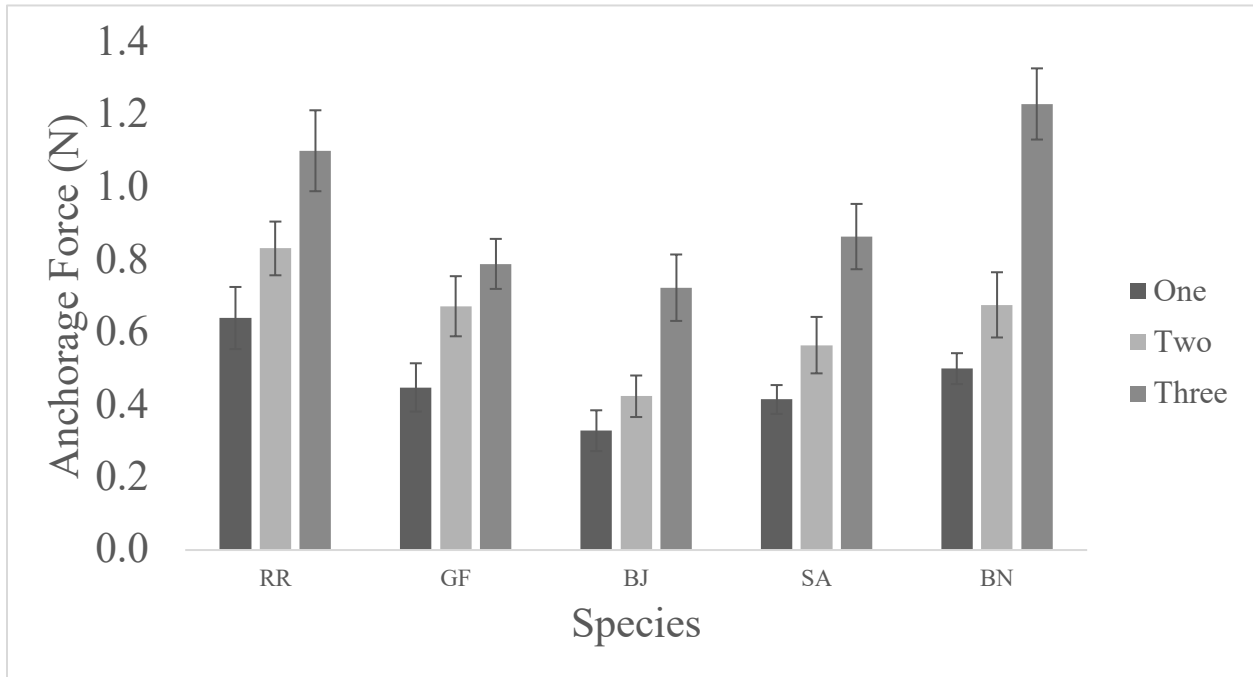 1.4
1.2
1.0
0.8
0.6
0.4
0.2
0.0
Anchorage Force (N)
RR GF BJ SA BN
Species
One
Two
Three